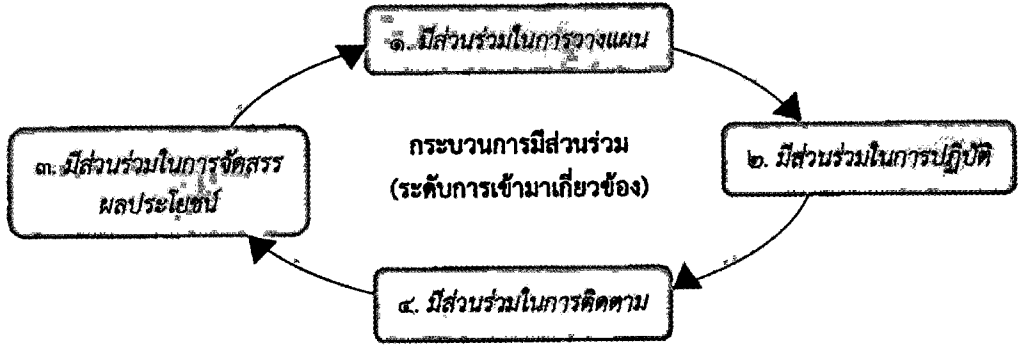 ๑. มีส่วนร่วมในการวางแผน
กระบวนการมีส่วนร่วม
(ระดับการเข้ามาเกี่ยวข้อง)
๒. มีส่วนร่วมในการปฏิบัติ
๓. มีส่วนร่วมในการจัดสรร
ผลประโยชน์
๔. มีส่วนร่วมในการติดตาม